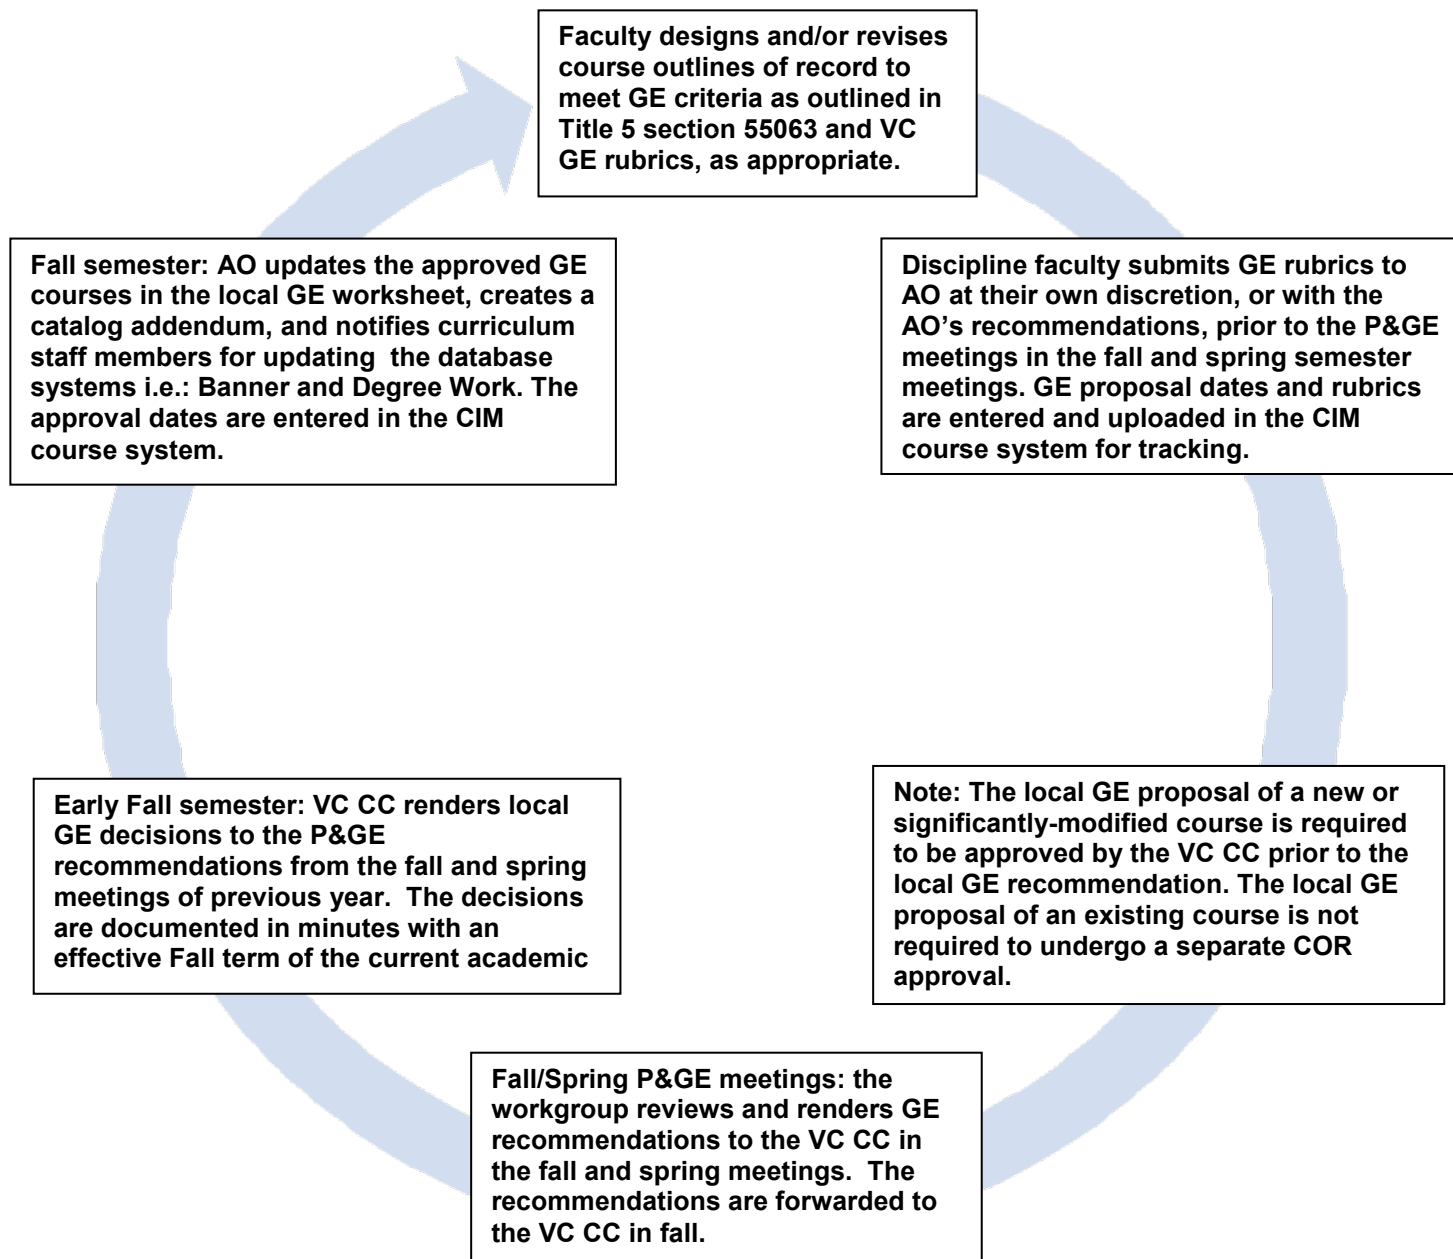 Faculty designs and/or revises
course outlines of record to
meet GE criteria as outlined in
Title 5 section 55063 and VC
GE rubrics, as appropriate.
Discipline faculty submits GE rubrics to
AO at their own discretion, or with the
AO’s recommendations, prior to the P&GE
meetings in the fall and spring semester
meetings. GE proposal dates and rubrics
are entered and uploaded in the CIM
course system for tracking.
Note: The local GE proposal of a new or
significantly-modified course is required
to be approved by the VC CC prior to the
local GE recommendation. The local GE
proposal of an existing course is not
required to undergo a separate COR
approval.
Fall/Spring P&GE meetings: the
workgroup reviews and renders GE
recommendations to the VC CC in
the fall and spring meetings.  The
recommendations are forwarded to
the VC CC in fall.
Early Fall semester: VC CC renders local
GE decisions to the P&GE
recommendations from the fall and spring
meetings of previous year.  The decisions
are documented in minutes with an
effective Fall term of the current academic
Fall semester: AO updates the approved GE
courses in the local GE worksheet, creates a
catalog addendum, and notifies curriculum
staff members for updating  the database
systems i.e.: Banner and Degree Work. The
approval dates are entered in the CIM
course system.